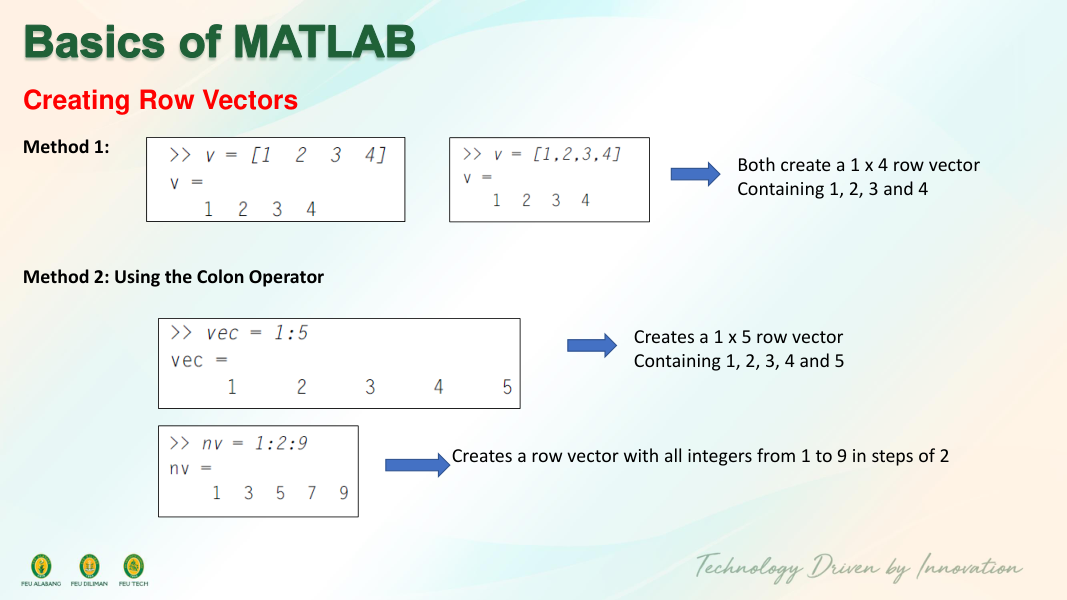 Basics of MATLAB
Creating Row Vectors
Method 1:
>> v = [1 2 3 4]
v =
1 2 3 4
>> v = [1,2,3,4]
v =
1 2 3 4
Both create a 1 x 4 row vector
Containing 1, 2, 3 and 4
Method 2: Using the Colon Operator
>> vec = 1:5
vec =
1 2 3 4 5
Creates a 1 x 5 row vector
Containing 1, 2, 3, 4 and 5
>> nv = 1:2:9
nv =
1 3 5 7 9
Creates a row vector with all integers from 1 to 9 in steps of 2
FEU ALABANG FEU DILIMAN FEU TECH
Technology Driven by Innovation